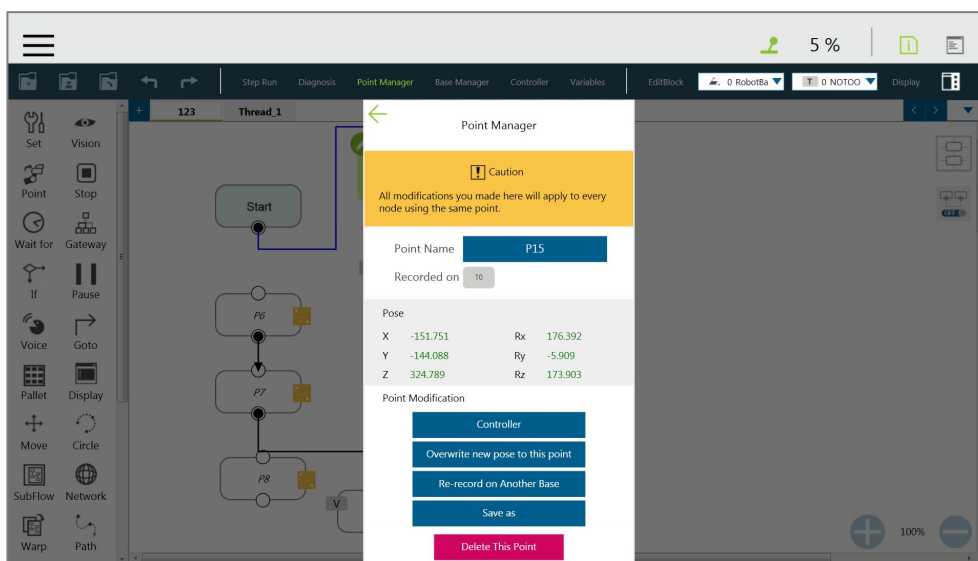 5 %
Step Run
Diagnosis
Point Manager
Base Manager
Controller
Variables
EditBlock
0 RobotBa
T 0 NOTOO
Display
+
123
Thread_1
Set
Vision
Point
Stop
Wait for
Gateway
If
Pause
Voice
Goto
Pallet
Display
Move
Circle
SubFlow
Network
Warp
Path
Start
P6
P7
P8
V
Point Manager
Caution
All modifications you made here will apply to every
node using the same point.
Point Name P15
Recorded on T0
Pose
X -151.751 Rx 176.392
Y -144.088 Ry -5.909
Z 324.789 Rz 173.903
Point Modification
Controller
Overwrite new pose to this point
Re-record on Another Base
Save as
Delete This Point
OFF
100%